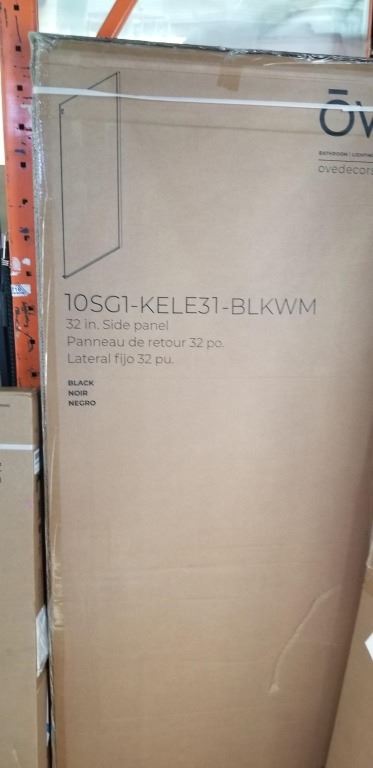 ŌV
BATHROOM | LIGHTING
ovedecors
10SG1-KELE31-BLKWM
32 in. Side panel
Panneau de retour 32 po.
Lateral fijo 32 pu.
BLACK
NOIR
NEGRO